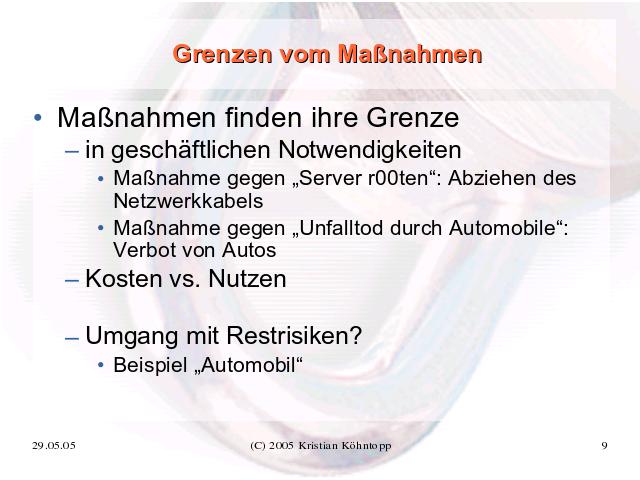 Grenzen vom Maßnahmen
• Maßnahmen finden ihre Grenze
– in geschäftlichen Notwendigkeiten
• Maßnahme gegen „Server r00ten“: Abziehen des
Netzwerkkabels
• Maßnahme gegen „Unfalltod durch Automobile“:
Verbot von Autos
– Kosten vs. Nutzen
– Umgang mit Restrisiken?
• Beispiel „Automobil“
29.05.05 (C) 2005 Kristian Köhntopp 9